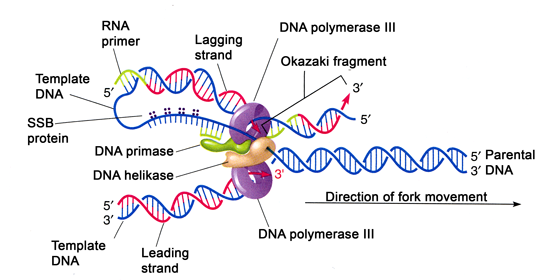 RNA
primer
DNA polymerase III
Lagging
strand
Okazaki fragment
Template
DNA
5′
3′
5′
SSB
protein
DNA primase
DNA helikase
5′ Parental
3′ DNA
3′
5′
3′
Direction of fork movement
Template
DNA
Leading
strand
DNA polymerase III